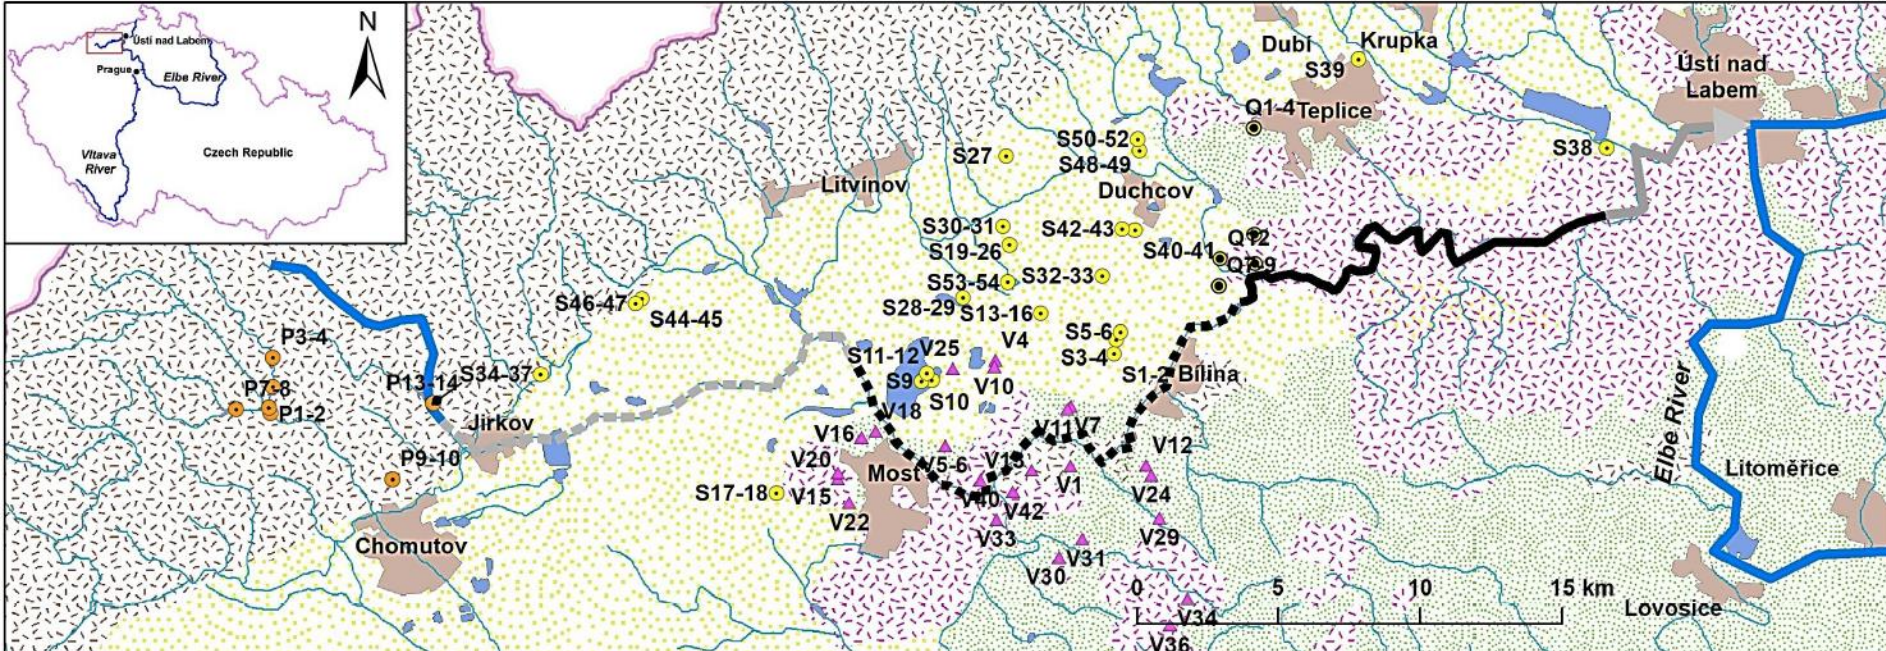 N
Ústí nad Labem
Prague
Elbe River
Vltava
River
Czech Republic
Dubí
Krupka
S39
Ústí nad
Labem
Q1-4
Teplice
S50-52
S27
S48-49
S38
Litvínov
Duchcov
S30-31
S42-43
S19-26
S40-41
Q12
Q7-9
S53-54
S32-33
S46-47
S28-29
S13-16
S44-45
P3-4
S5-6
V4
V25
S11-12
S3-4
S34-37
P13-14
S9
V10
S1-2
Bílina
P7-8
S10
P1-2
V18
Jirkov
V16
V11
V7
V12
Elbe River
P9-10
V20
Most
V5-6
V13
V1
Litoměřice
S17-18
V15
V40
V24
V22
V42
V33
V29
Chomutov
V31
V30
0
5
10
15 km
Lovosice
V34
V36